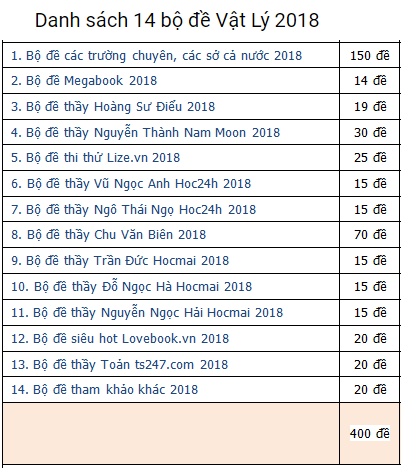 Danh sách 14 bộ đề Vật Lý 2018
1. Bộ đề các trường chuyên, các sở cả nước 2018 150 đề
2. Bộ đề Megabook 2018 14 đề
3. Bộ đề thầy Hoàng Sư Điểu 2018 19 đề
4. Bộ đề thầy Nguyễn Thành Nam Moon 2018 30 đề
5. Bộ đề thi thử Lize.vn 2018 25 đề
6. Bộ đề thầy Vũ Ngọc Anh Hoc24h 2018 15 đề
7. Bộ đề thầy Ngô Thái Ngọ Hoc24h 2018 15 đề
8. Bộ đề thầy Chu Văn Biên 2018 70 đề
9. Bộ đề thầy Trần Đức Hocmai 2018 15 đề
10. Bộ đề thầy Đỗ Ngọc Hà Hocmai 2018 15 đề
11. Bộ đề thầy Nguyễn Ngọc Hải Hocmai 2018 15 đề
12. Bộ đề siêu hot Lovebook.vn 2018 20 đề
13. Bộ đề thầy Toản ts247.com 2018 20 đề
14. Bộ đề tham khảo khác 2018 20 đề
400 đề